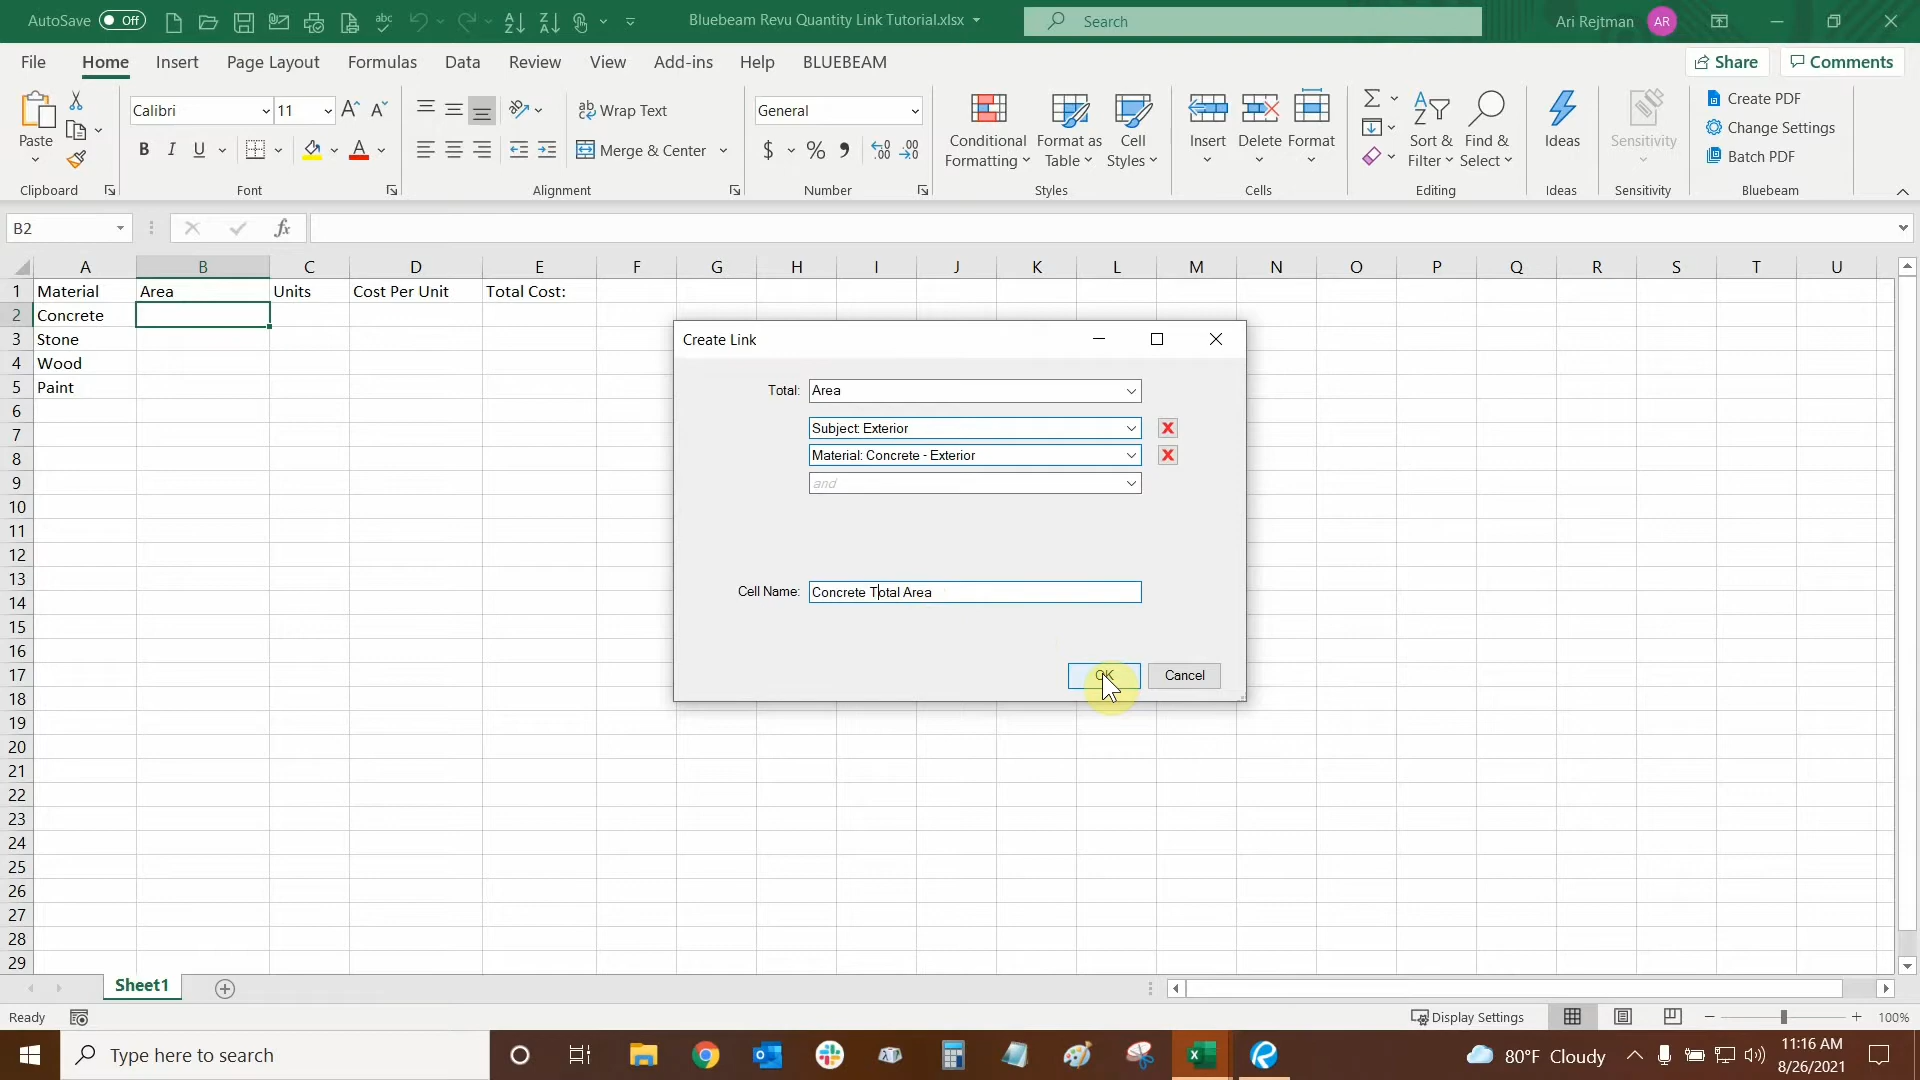 AutoSave Off Bluebeam Revu Quantity Link Tutorial.xlsx Search Ari Rejtman AR
File Home Insert Page Layout Formulas Data Review View Add-ins Help BLUEBEAM Share Comments
Calibri 11 Wrap Text General Create PDF
Paste Conditional Format as Cell Insert Delete Format Sort & Find & Ideas Sensitivity Change Settings
B I U Merge & Center Formatting Table Styles Filter Select Batch PDF
Clipboard Font Alignment Number Styles Cells Editing Ideas Sensitivity Bluebeam
B2 fx
A B C D E F G H I J K L M N O P Q R S T U
1 Material Area Units Cost Per Unit Total Cost:
2 Concrete
3 Stone
4 Wood
5 Paint
6
7
8
9
10
11
12
13
14
15
16
17
18
19
20
21
22
23
24
25
26
27
28
29
Create Link
Total: Area
Subject: Exterior
Material: Concrete - Exterior
and
Cell Name: Concrete Total Area
OK Cancel
Sheet1
Ready Display Settings 100%
Type here to search 80°F Cloudy 11:16 AM
8/26/2021